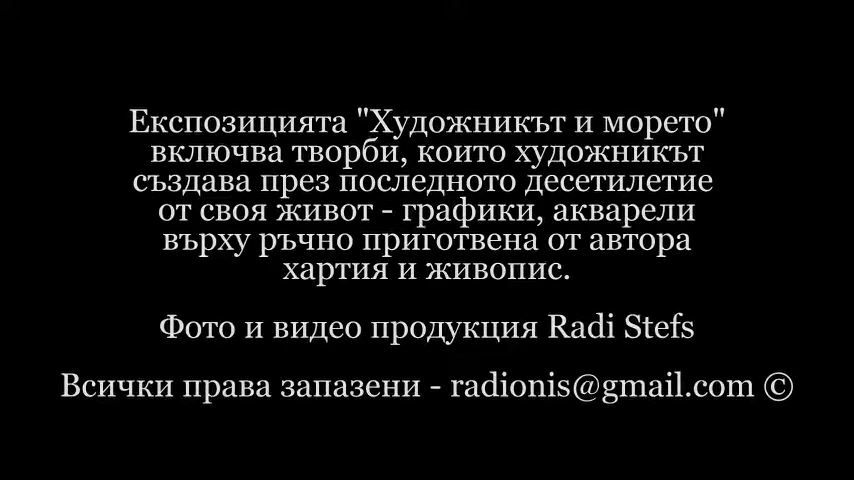 Експозицията "Художникът и морето"
включва творби, които художникът
създава през последното десетилетие
от своя живот - графики, акварели
върху ръчно приготвена от автора
хартия и живопис.
Фото и видео продукция Radi Stefs
Всички права запазени - radionis@gmail.com ©